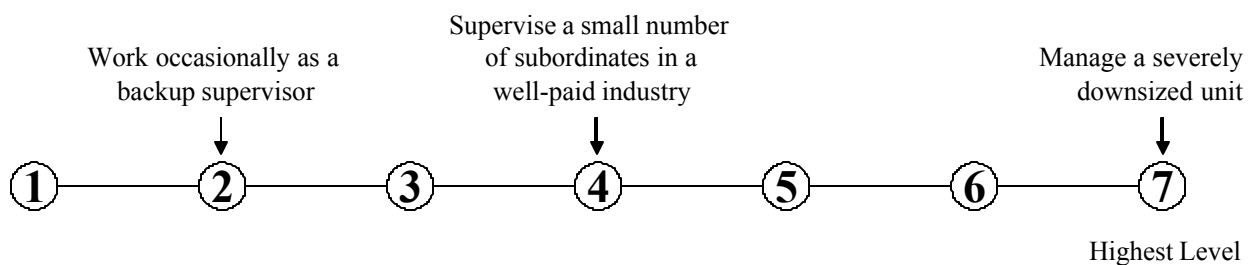 Work occasionally as a
backup supervisor
Supervise a small number
of subordinates in a
well-paid industry
Manage a severely
downsized unit
1 2 3 4 5 6 7
Highest Level